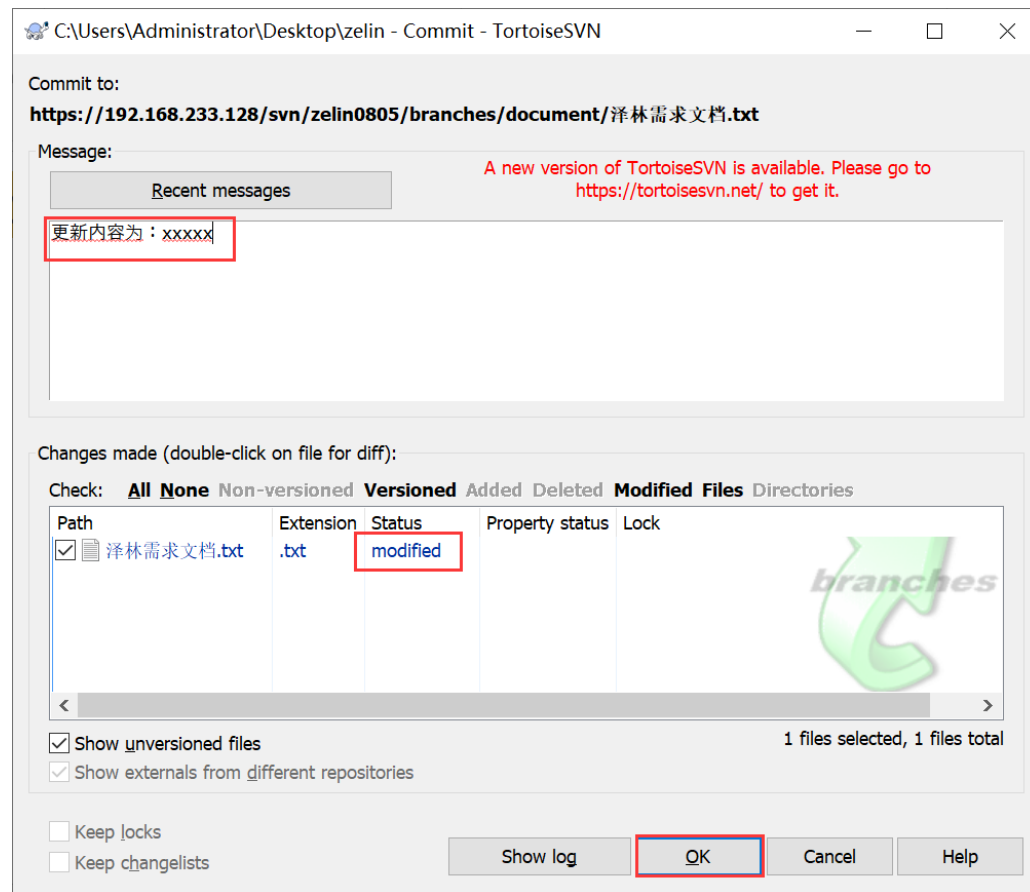 C:\Users\Administrator\Desktop\zelin - Commit - TortoiseSVN
Commit to:
https://192.168.233.128/svn/zelin0805/branches/document/泽林需求文档.txt
Message:
Recent messages
A new version of TortoiseSVN is available. Please go to
https://tortoisesvn.net/ to get it.
更新内容为：xxxxx
Changes made (double-click on file for diff):
Check: All None Non-versioned Versioned Added Deleted Modified Files Directories
Path Extension Status Property status Lock
泽林需求文档.txt .txt modified
branches
Show unversioned files
1 files selected, 1 files total
Show externals from different repositories
Keep locks
Keep changelists
Show log OK Cancel Help